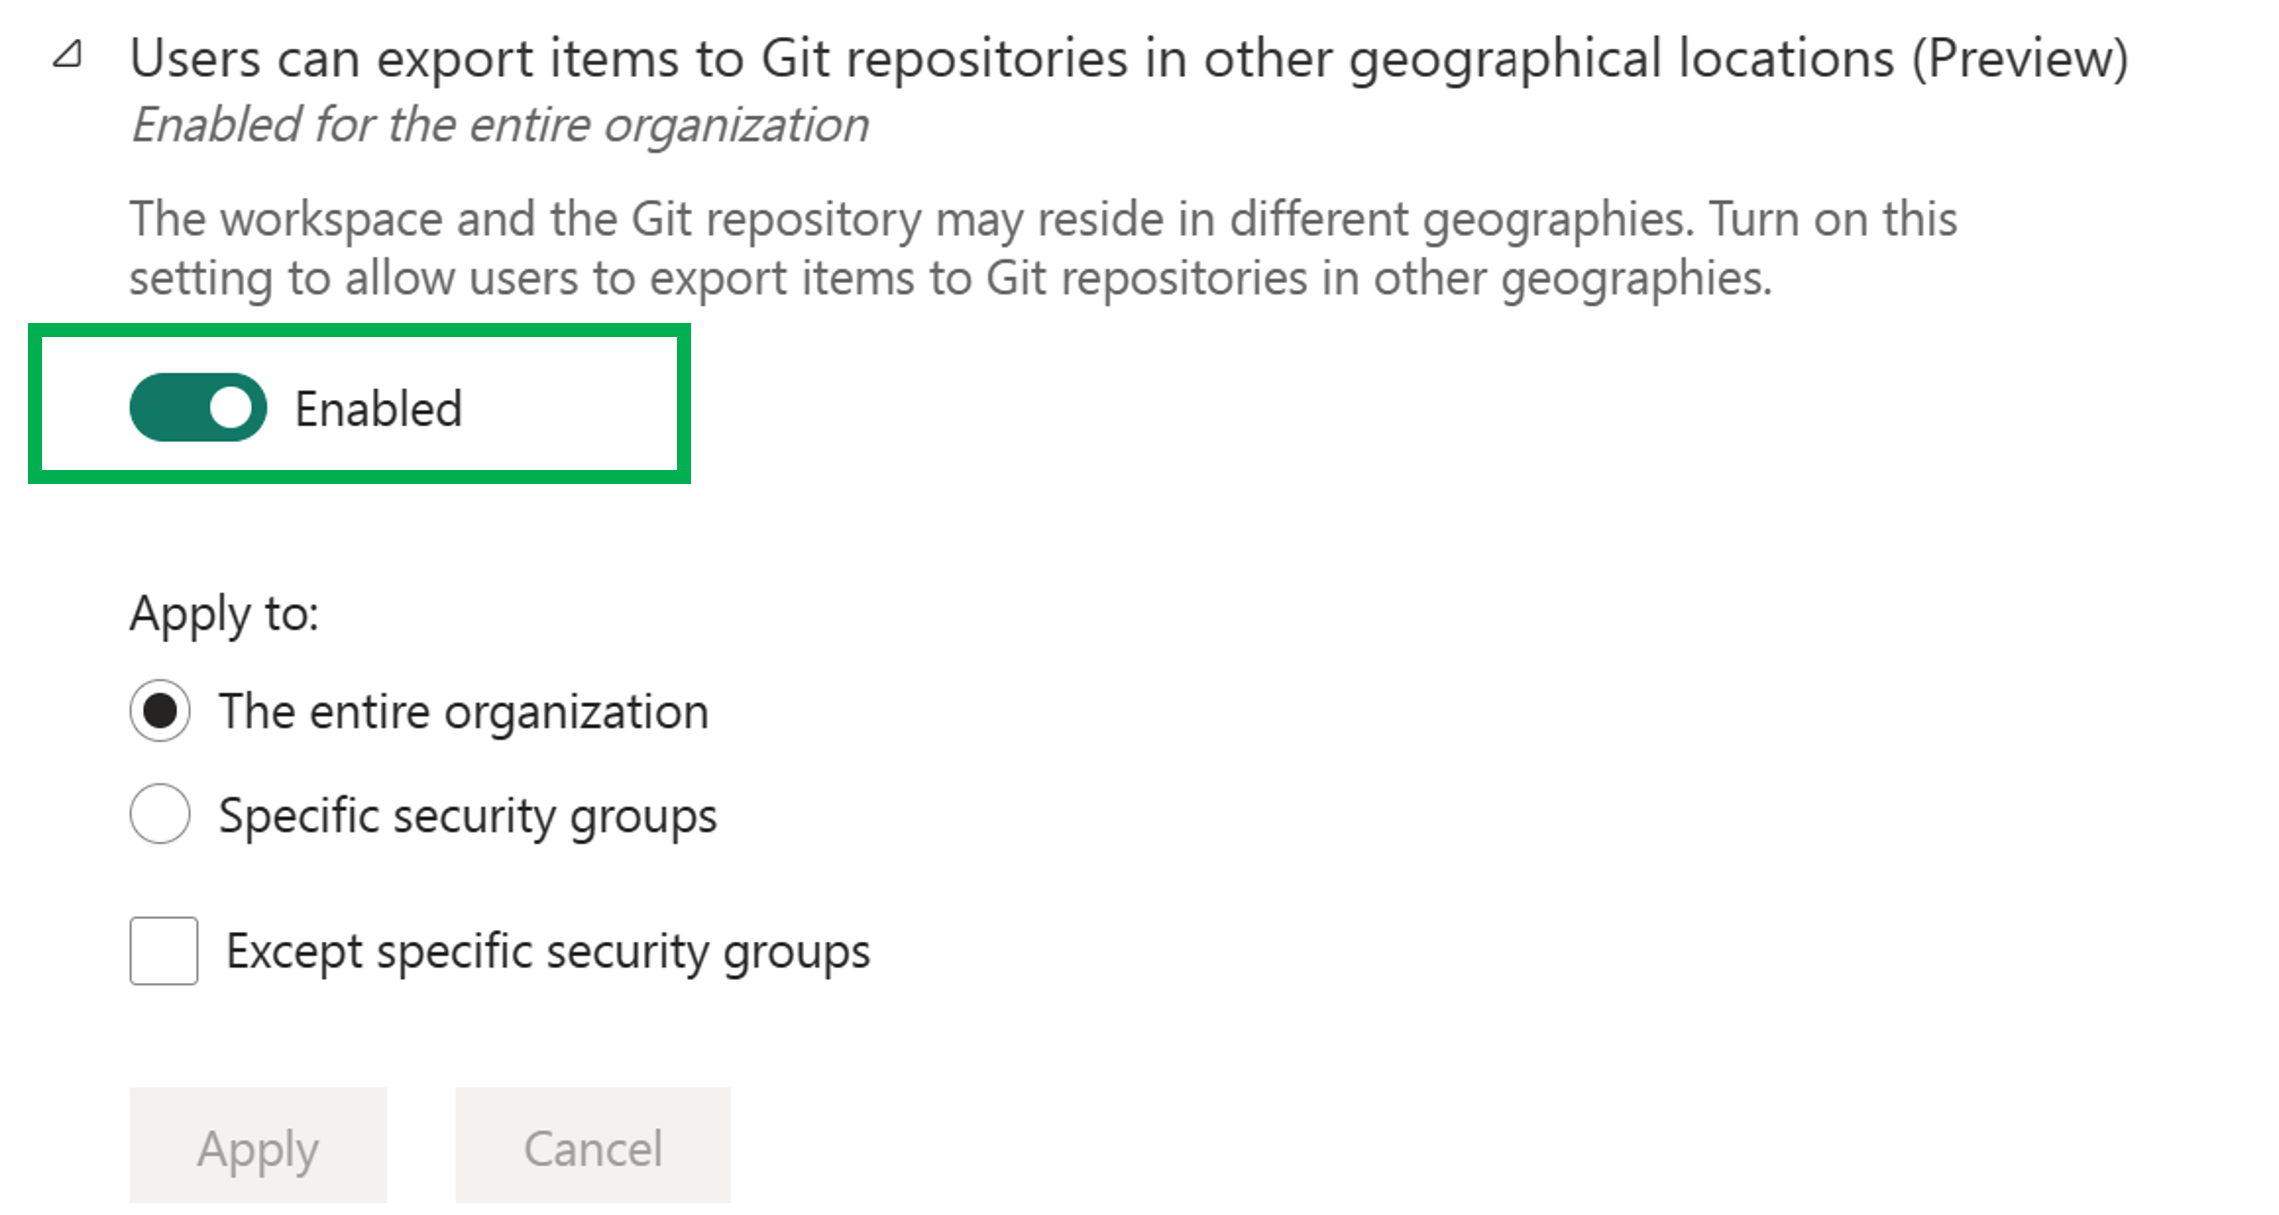 Users can export items to Git repositories in other geographical locations (Preview)
Enabled for the entire organization
The workspace and the Git repository may reside in different geographies. Turn on this
setting to allow users to export items to Git repositories in other geographies.
Enabled
Apply to:
The entire organization
Specific security groups
Except specific security groups
Apply
Cancel